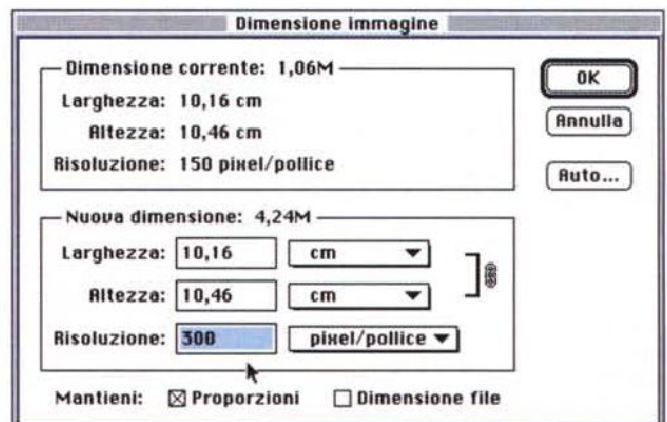 Dimensione immagine
Dimensione corrente: 1,06M
Larghezza: 10,16 cm
Altezza: 10,46 cm
Risoluzione: 150 pixel/pollice
OK
Annulla
Auto...
Nuova dimensione: 4,24M
Larghezza: 10,16 cm
Altezza: 10,46 cm
Risoluzione: 300 pixel/pollice
Mantieni: Proporzioni Dimensione file